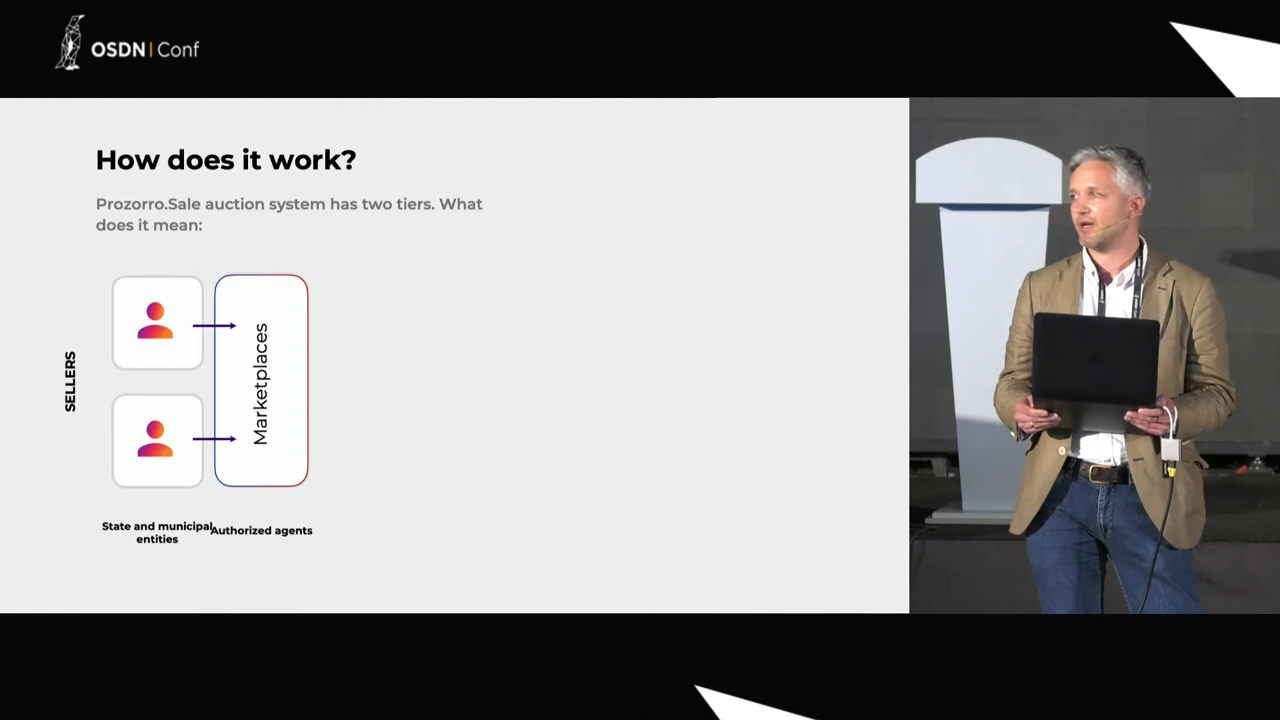 OSDN | Conf
How does it work?
Prozorro.Sale auction system has two tiers. What
does it mean:
SELLERS
Marketplaces
State and municipal
entities
Authorized agents